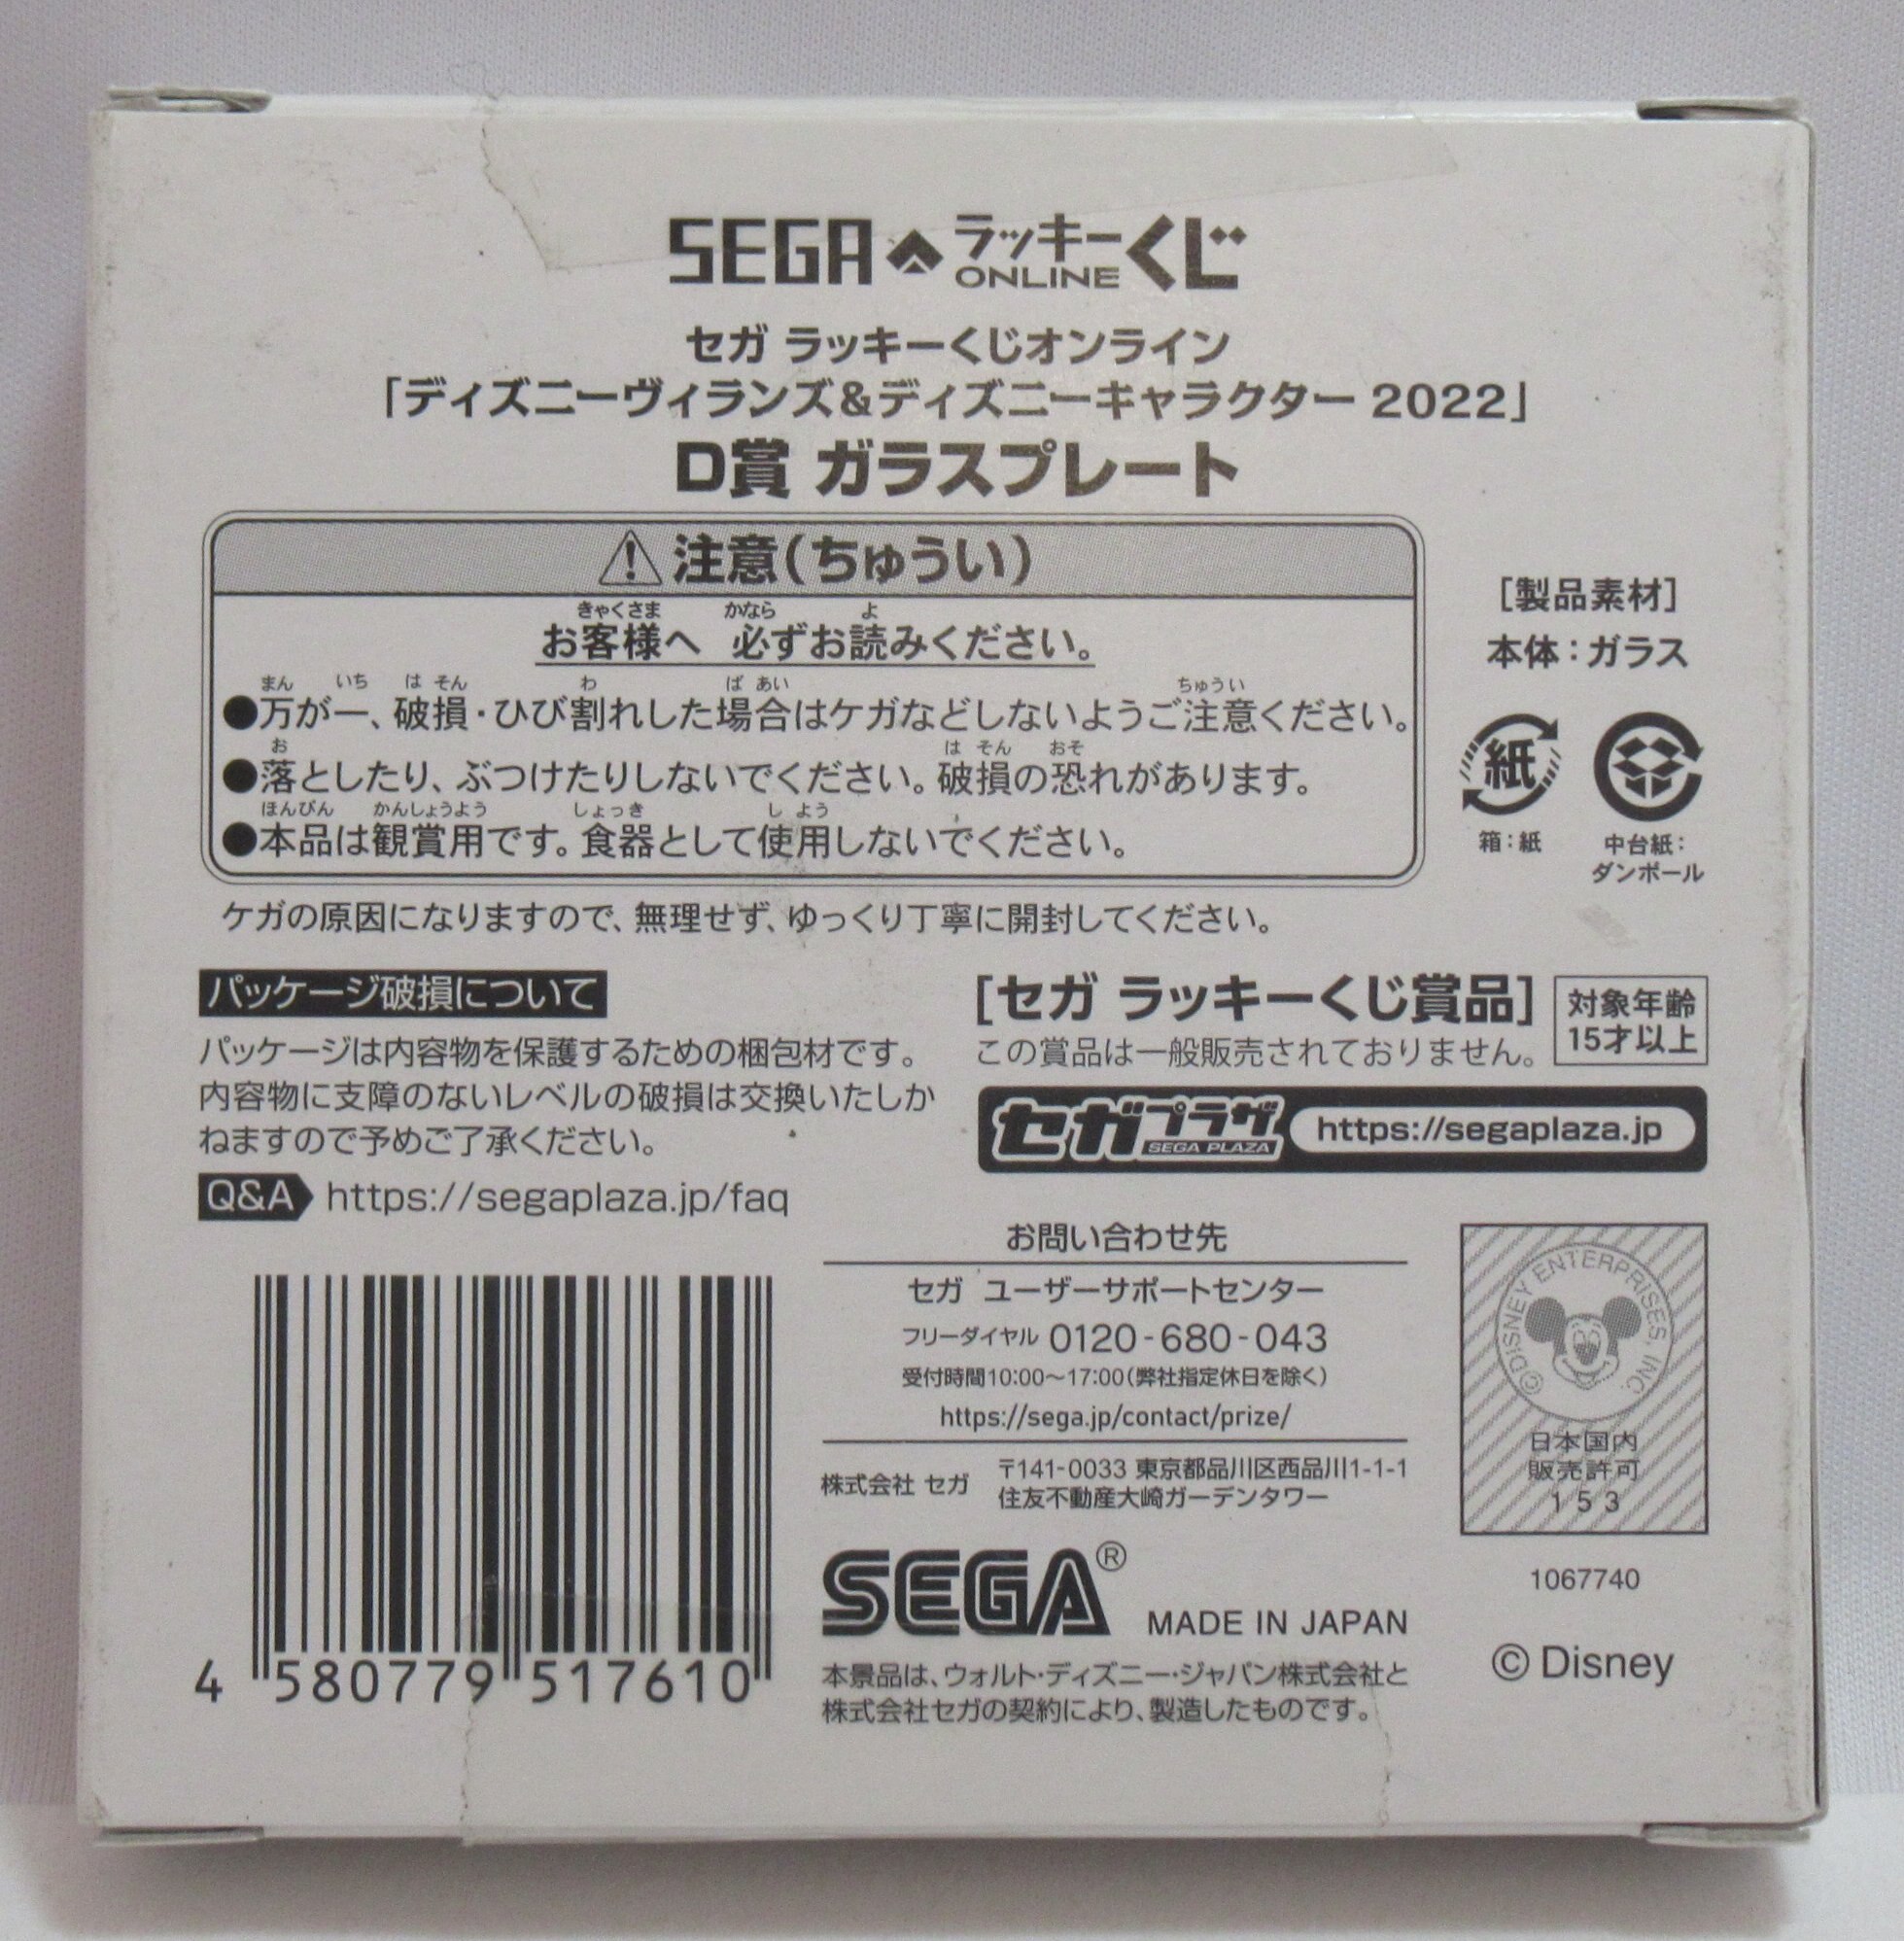 SEGA ラッキーくじ ONLINE
セガ ラッキーくじオンライン
「ディズニーヴィランズ&ディズニーキャラクター 2022」
D賞 ガラスプレート
注意(ちゅうい)
きゃくさま かなら よ
お客様へ 必ずお読みください。
まん いち は そん わ ば あい ちゅうい
●万が一、破損・ひび割れした場合はケガなどしないようご注意ください。
お は そん おそ
●落としたり、ぶつけたりしないでください。破損の恐れがあります。
ほんぴん かんしょうよう しょっき し よう
●本品は観賞用です。食器として使用しないでください。
[製品素材]
本体:ガラス
紙
箱:紙
中台紙:
ダンボール
ケガの原因になりますので、無理せず、ゆっくり丁寧に開封してください。
パッケージ破損について
パッケージは内容物を保護するための梱包材です。
内容物に支障のないレベルの破損は交換いたしか
ねますので予めご了承ください。
Q&A https://segaplaza.jp/faq
[セガ ラッキーくじ賞品]
この賞品は一般販売されておりません。
対象年齢
15才以上
セガプラザ SEGA PLAZA https://segaplaza.jp
お問い合わせ先
セガ ユーザーサポートセンター
フリーダイヤル 0120-680-043
受付時間10:00〜17:00(弊社指定休日を除く)
https://sega.jp/contact/prize/
株式会社 セガ
〒141-0033 東京都品川区西品川1-1-1
住友不動産大崎ガーデンタワー
SEGA® MADE IN JAPAN
本景品は、ウォルト・ディズニー・ジャパン株式会社と
株式会社セガの契約により、製造したものです。
4 580779 517610
©DISNEY ENTERPRISES, INC.
日本国内
販売許可
153
1067740
© Disney